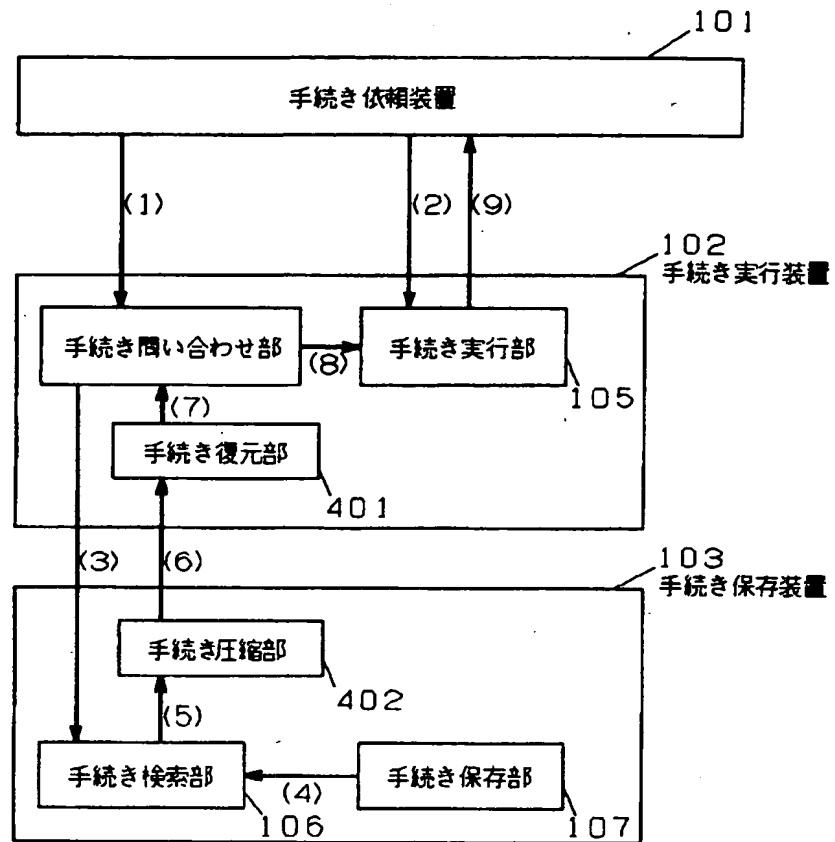 101
手続き依頼装置
(1)
(2)
(9)
102
手続き実行装置
手続き問い合わせ部
(8)
手続き実行部
105
(7)
手続き復元部
401
(3)
(6)
103
手続き保存装置
手続き圧縮部
402
(5)
手続き検索部
106
(4)
手続き保存部
107